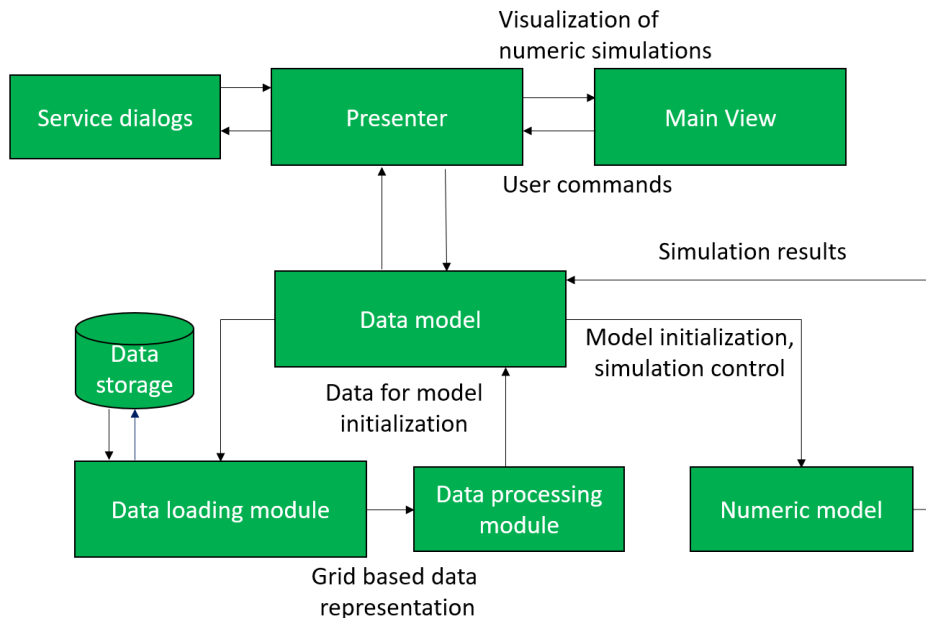 Visualization of
numeric simulations
Service dialogs
Presenter
Main View
User commands
Simulation results
Data model
Data
storage
Model initialization,
simulation control
Data for model
initialization
Data loading module
Data processing
module
Numeric model
Grid based data
representation